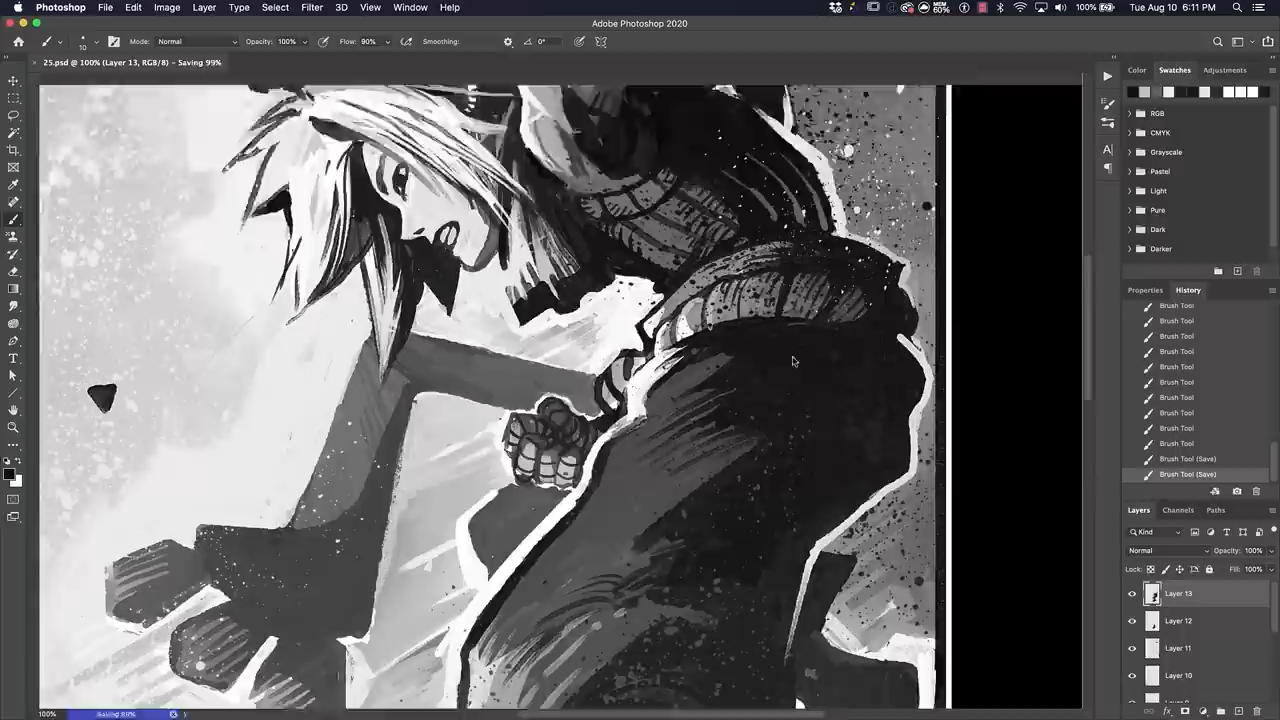 Photoshop File Edit Image Layer Type Select Filter 3D View Window Help MEM 60% 100% Tue Aug 10 6:11 PM
Adobe Photoshop 2020
10 Mode: Normal Opacity: 100% Flow: 90% Smoothing: 0°
25.psd @ 100% (Layer 13, RGB/8) – Saving 99%
Color Swatches Adjustments
RGB
CMYK
Grayscale
Pastel
Light
Pure
Dark
Darker
Properties History
Brush Tool
Brush Tool
Brush Tool
Brush Tool
Brush Tool
Brush Tool
Brush Tool
Brush Tool
Brush Tool
Brush Tool
Brush Tool (Save)
Brush Tool (Save)
Layers Channels Paths
Kind
Normal Opacity: 100%
Lock: Fill: 100%
Layer 13
Layer 12
Layer 11
Layer 10
100%